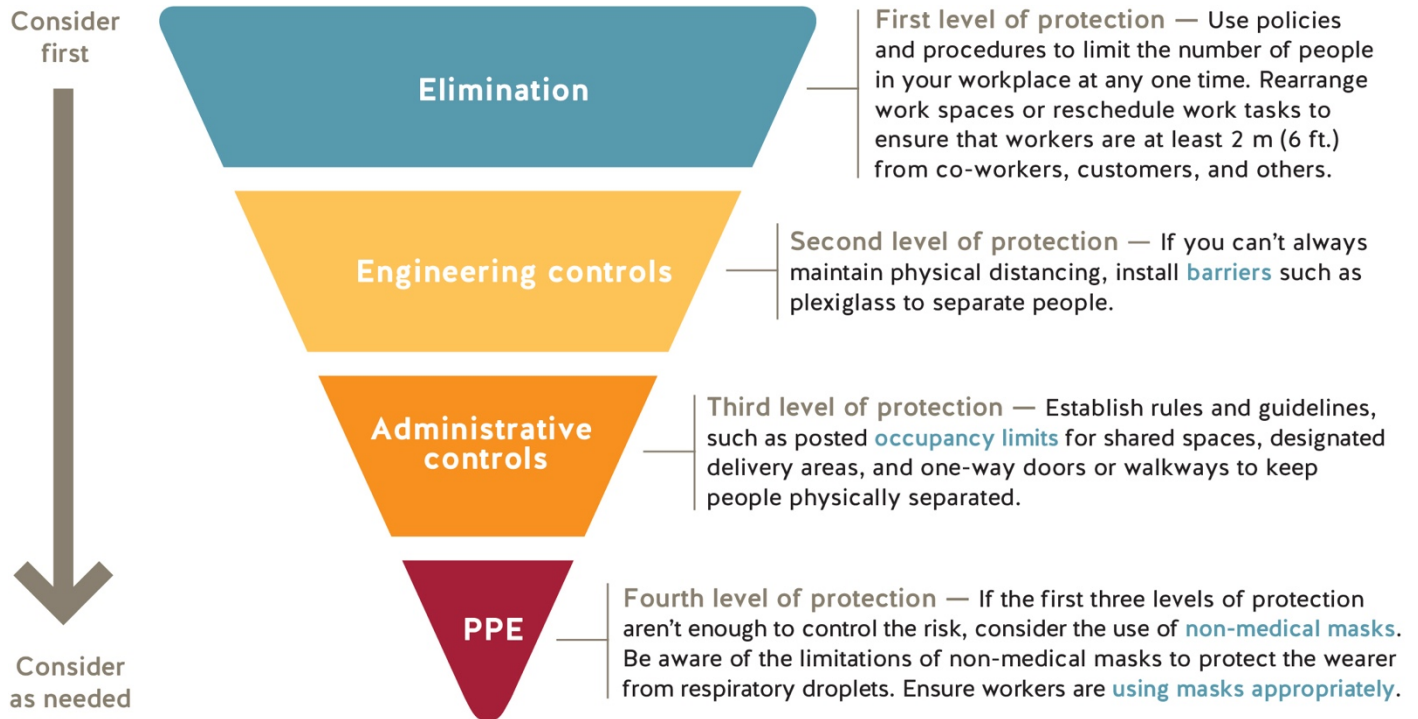 Consider
first
Elimination
First level of protection — Use policies
and procedures to limit the number of people
in your workplace at any one time. Rearrange
work spaces or reschedule work tasks to
ensure that workers are at least 2 m (6 ft.)
from co-workers, customers, and others.
Engineering controls
Second level of protection — If you can’t always
maintain physical distancing, install barriers such as
plexiglass to separate people.
Administrative
controls
Third level of protection — Establish rules and guidelines,
such as posted occupancy limits for shared spaces, designated
delivery areas, and one-way doors or walkways to keep
people physically separated.
PPE
Fourth level of protection — If the first three levels of protection
aren’t enough to control the risk, consider the use of non-medical masks.
Be aware of the limitations of non-medical masks to protect the wearer
from respiratory droplets. Ensure workers are using masks appropriately.
Consider
as needed